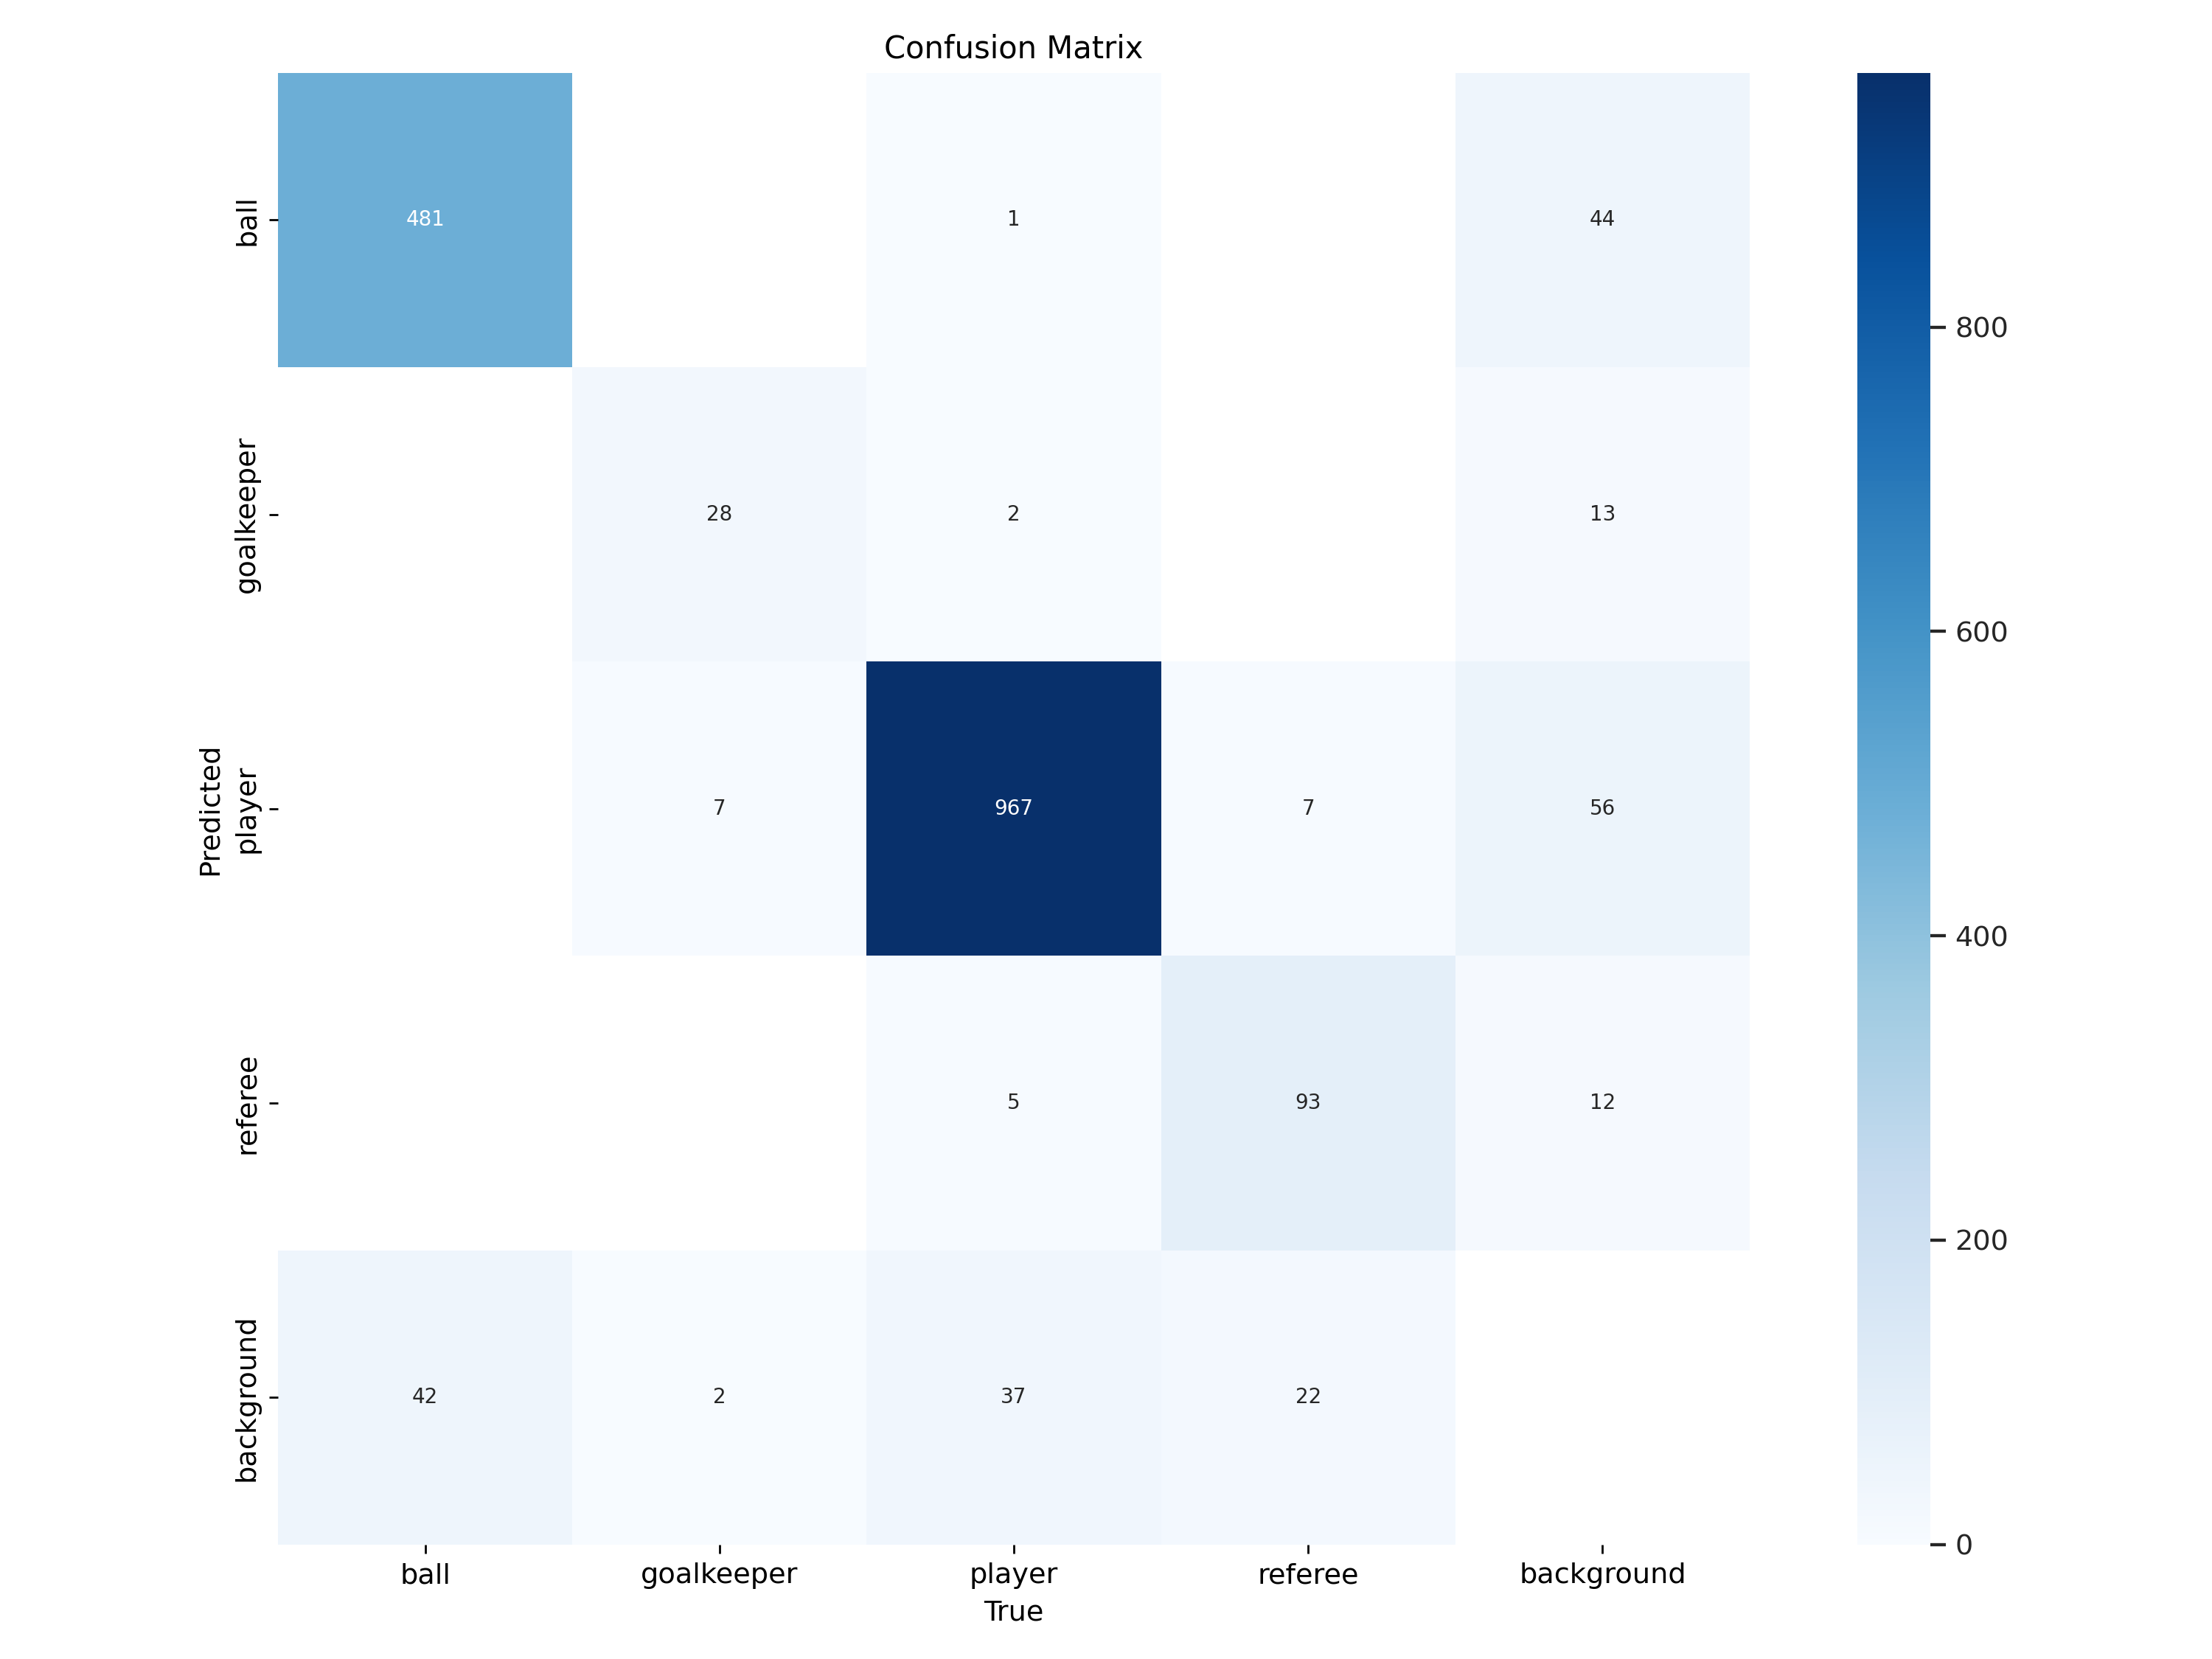 Confusion Matrix
ball
481
1
44
800
goalkeeper
28
2
13
600
Predicted
player
7
967
7
56
400
referee
5
93
12
200
background
42
2
37
22
0
ball
goalkeeper
player
referee
background
True